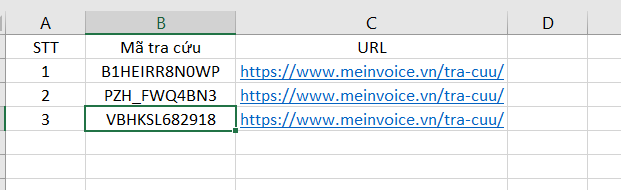 A B C D
STT Mã tra cứu URL
1 B1HEIRR8N0WP https://www.meinvoice.vn/tra-cuu/
2 PZH_FWQ4BN3 https://www.meinvoice.vn/tra-cuu/
3 VBHKSL682918 https://www.meinvoice.vn/tra-cuu/